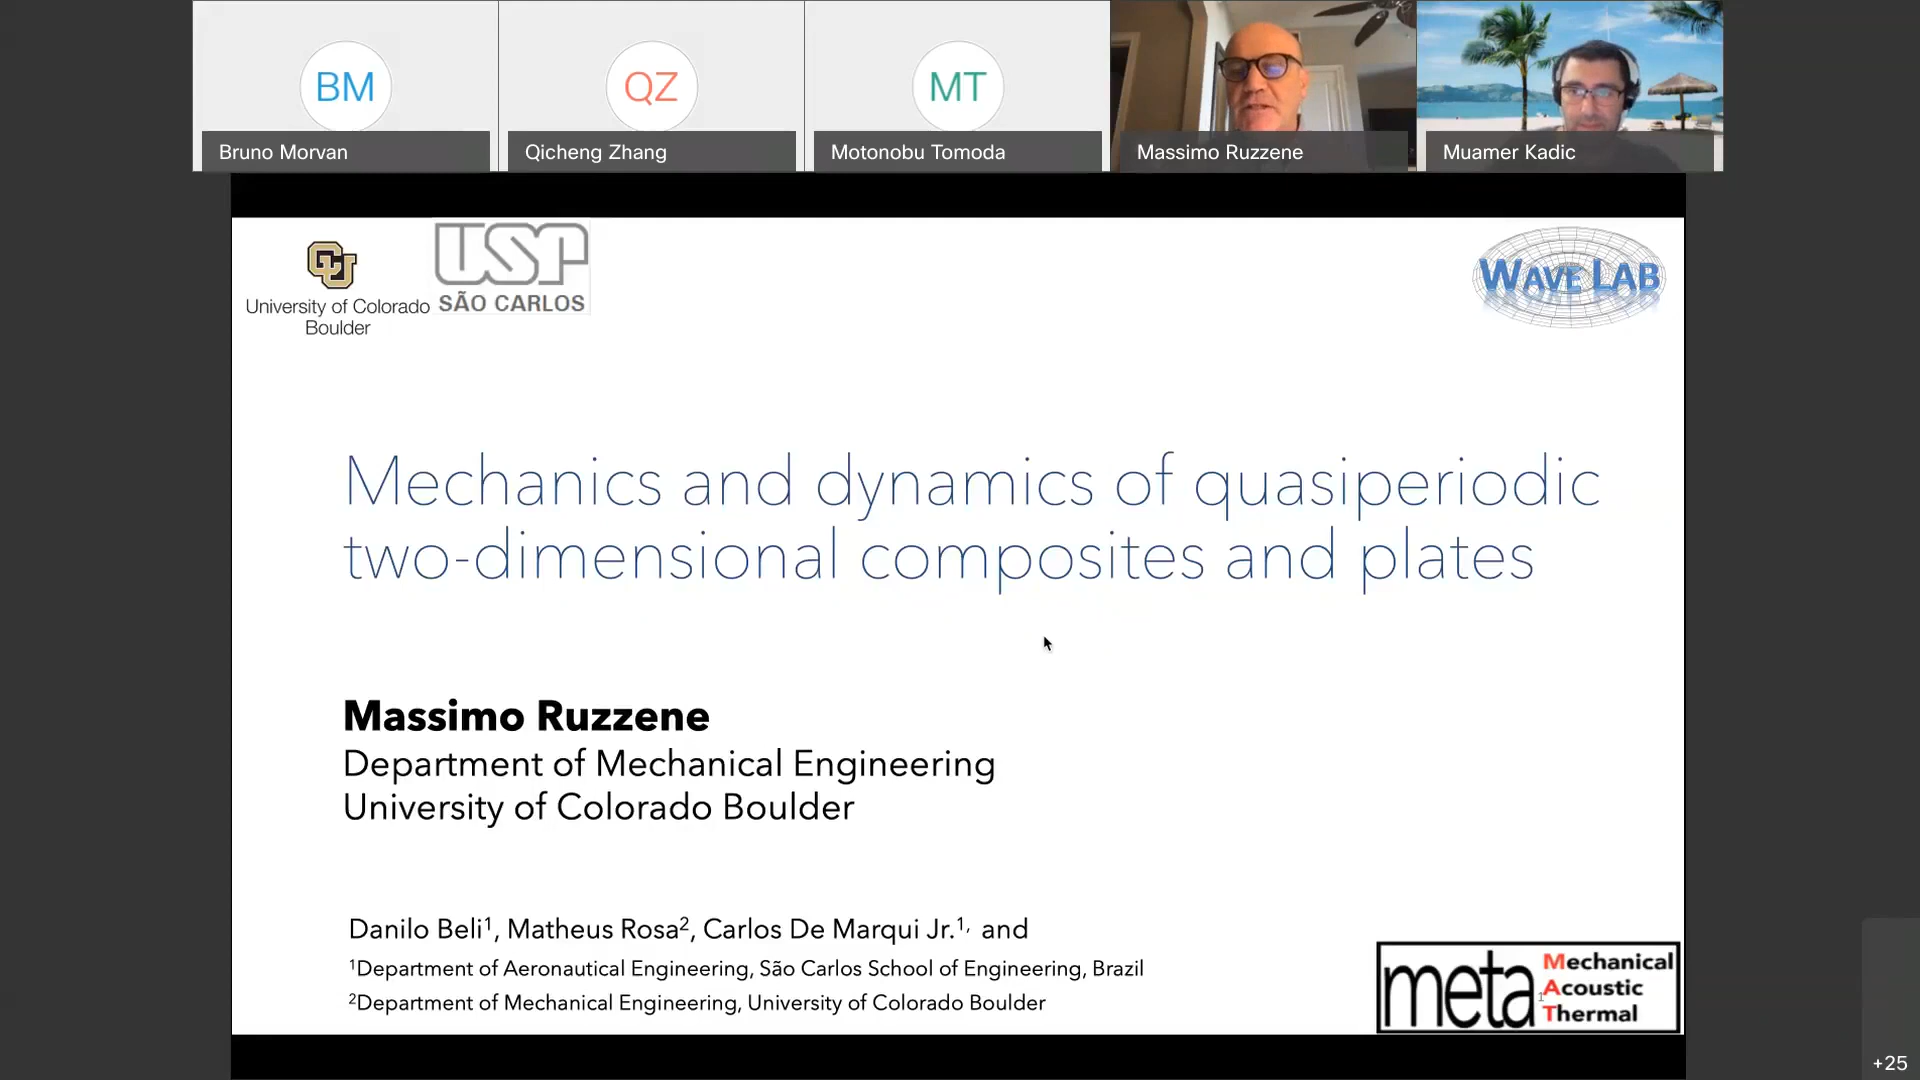 BM
QZ
MT
Bruno Morvan
Qicheng Zhang
Motonobu Tomoda
Massimo Ruzzene
Muamer Kadic
CU
University of Colorado
Boulder
USP
SÃO CARLOS
WAVE LAB
Mechanics and dynamics of quasiperiodic
two-dimensional composites and plates
Massimo Ruzzene
Department of Mechanical Engineering
University of Colorado Boulder
Danilo Beli¹, Matheus Rosa², Carlos De Marqui Jr.¹, and
¹Department of Aeronautical Engineering, São Carlos School of Engineering, Brazil
²Department of Mechanical Engineering, University of Colorado Boulder
meta
Mechanical
Acoustic
Thermal
1
+25